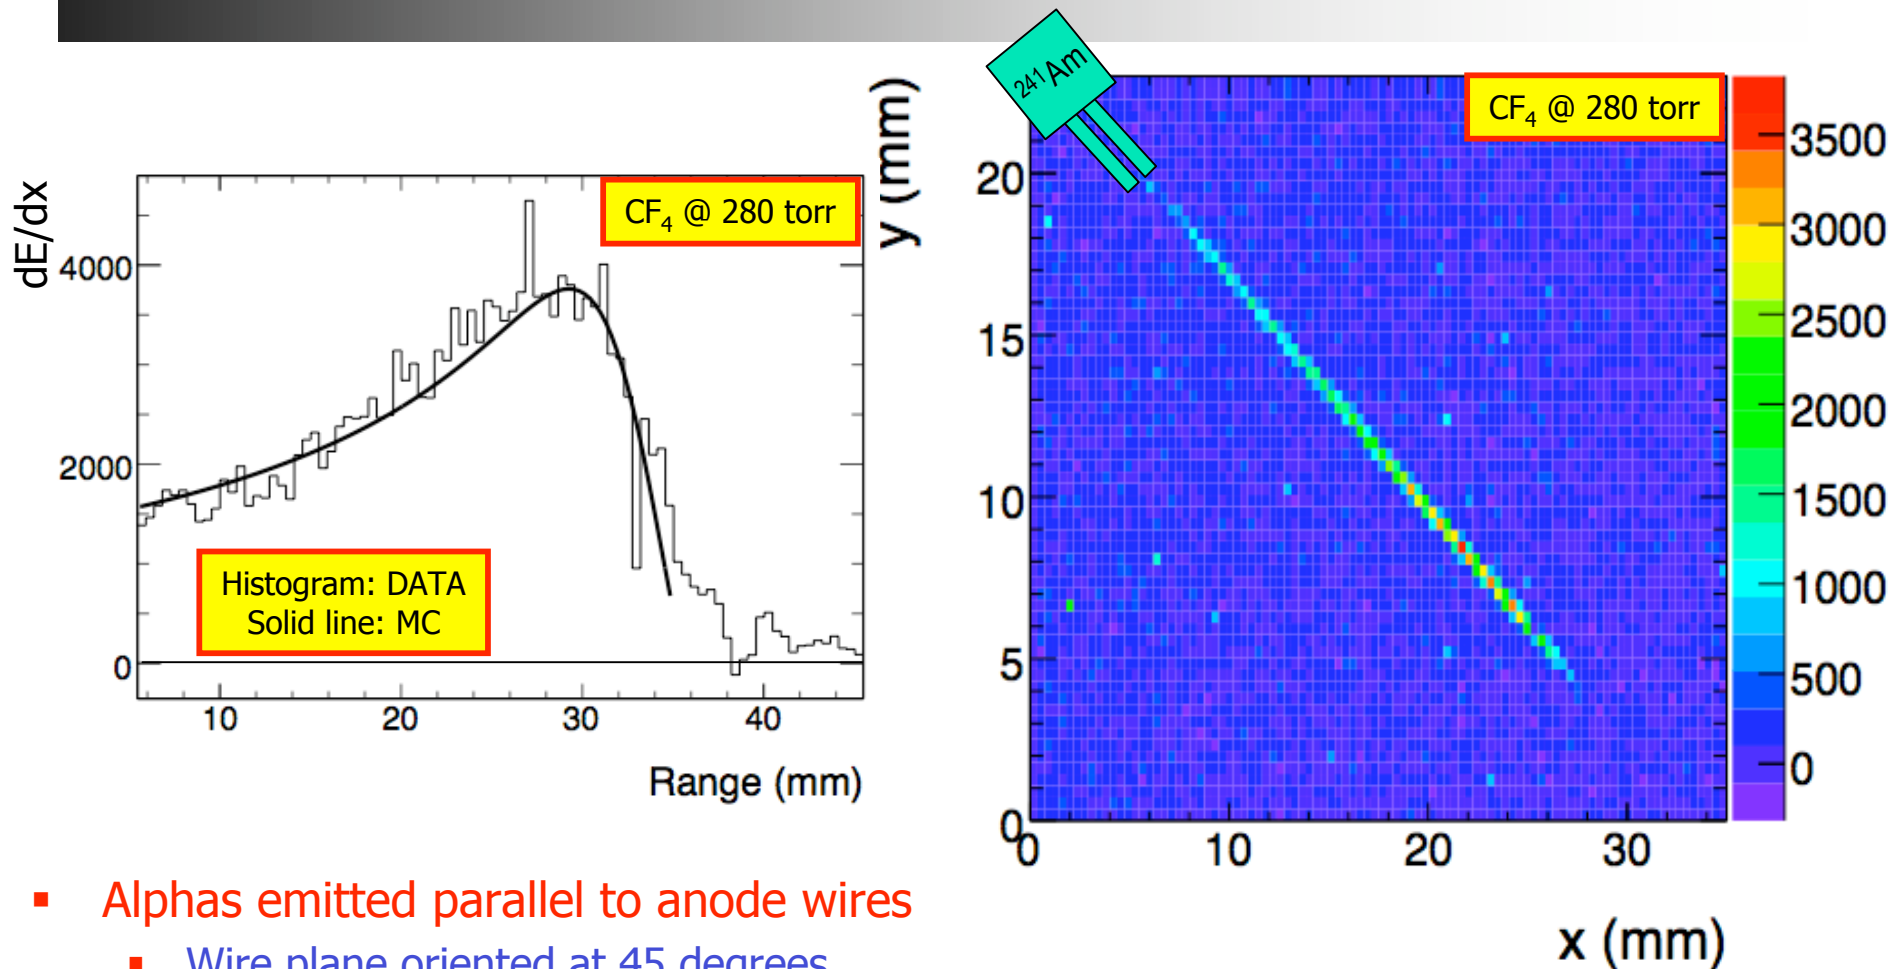 dE/dx
4000
2000
0
10
20
30
40
Range (mm)
CF₄ @ 280 torr
Histogram: DATA
Solid line: MC
y (mm)
20
15
10
5
0
0
10
20
30
x (mm)
²⁴¹Am
CF₄ @ 280 torr
3500
3000
2500
2000
1500
1000
500
0
▪ Alphas emitted parallel to anode wires
▪ Wire plane oriented at 45 degrees